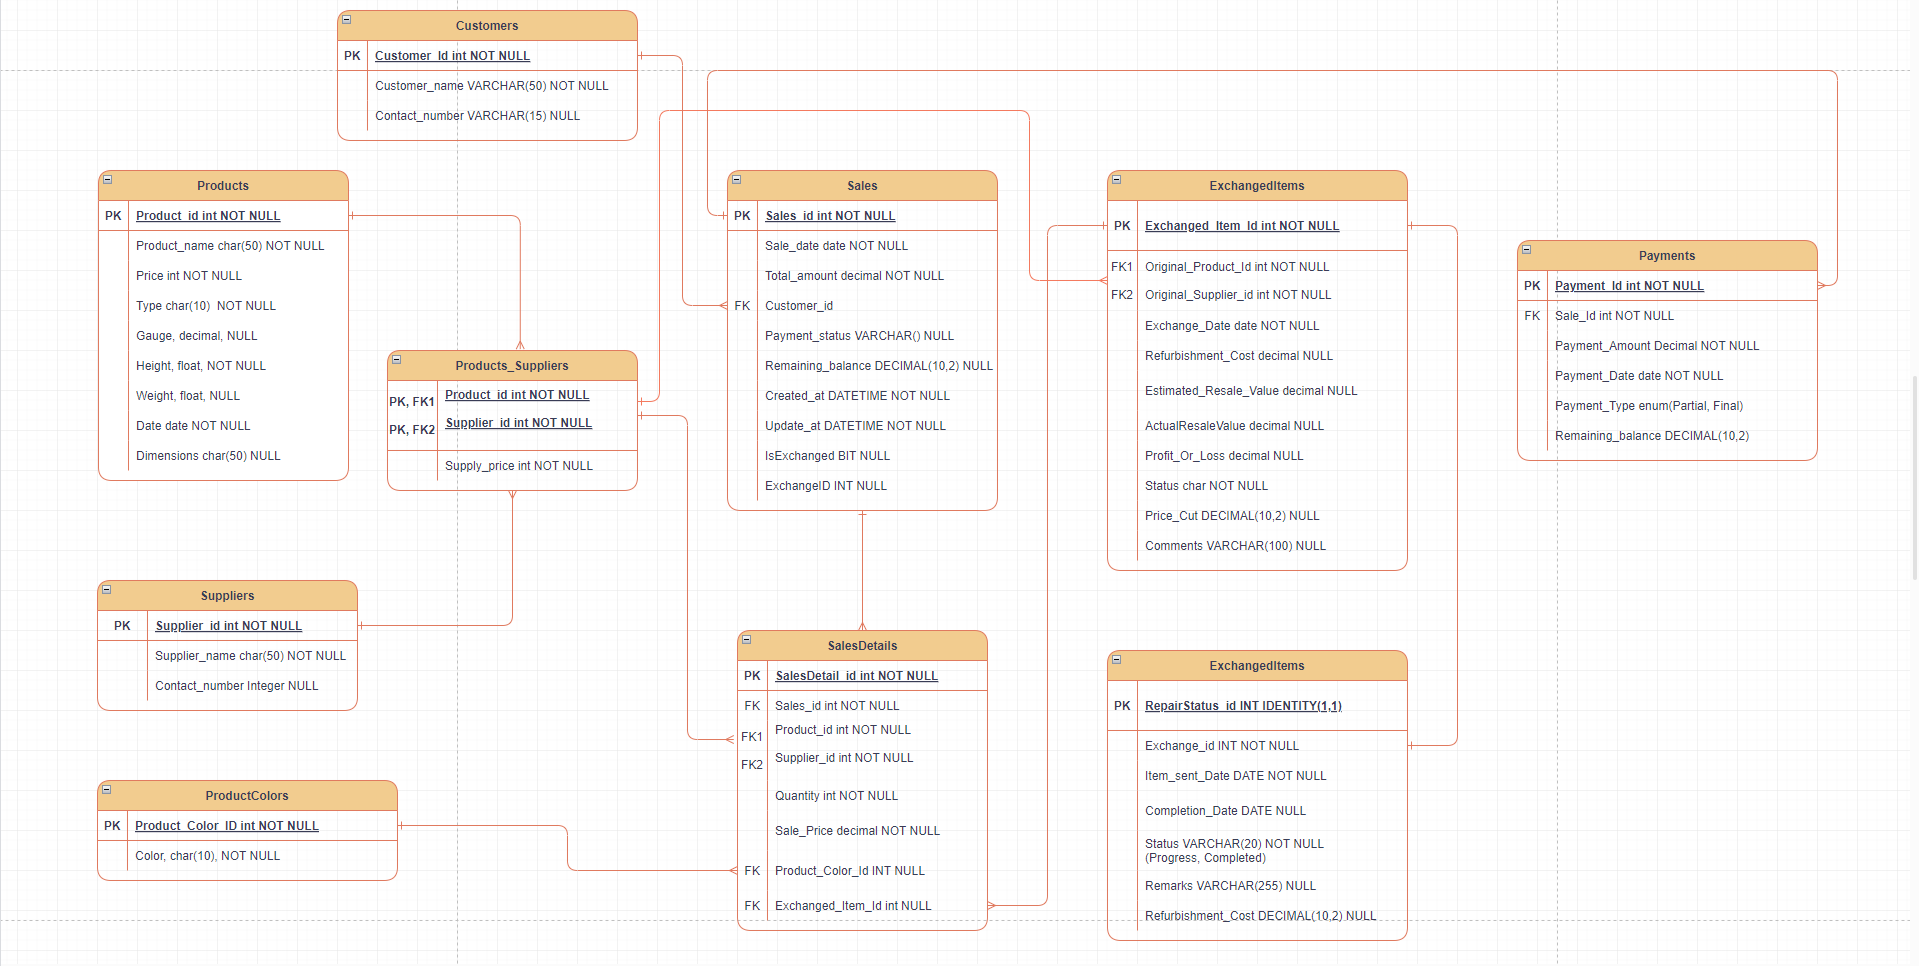 Customers
PK Customer_Id int NOT NULL
Customer_name VARCHAR(50) NOT NULL
Contact_number VARCHAR(15) NULL
Products
PK Product_id int NOT NULL
Product_name char(50) NOT NULL
Price int NOT NULL
Type char(10)  NOT NULL
Gauge, decimal, NULL
Height, float, NOT NULL
Weight, float, NULL
Date date NOT NULL
Dimensions char(50) NULL
Products_Suppliers
PK, FK1 Product_id int NOT NULL
PK, FK2 Supplier_id int NOT NULL
Supply_price int NOT NULL
Suppliers
PK Supplier_id int NOT NULL
Supplier_name char(50) NOT NULL
Contact_number Integer NULL
ProductColors
PK Product_Color_ID int NOT NULL
Color, char(10), NOT NULL
Sales
PK Sales_id int NOT NULL
Sale_date date NOT NULL
Total_amount decimal NOT NULL
FK Customer_id
Payment_status VARCHAR() NULL
Remaining_balance DECIMAL(10,2) NULL
Created_at DATETIME NOT NULL
Update_at DATETIME NOT NULL
IsExchanged BIT NULL
ExchangeID INT NULL
SalesDetails
PK SalesDetail_id int NOT NULL
FK Sales_id int NOT NULL
FK1 Product_id int NOT NULL
FK2 Supplier_id int NOT NULL
Quantity int NOT NULL
Sale_Price decimal NOT NULL
FK Product_Color_Id INT NULL
FK Exchanged_Item_Id int NULL
ExchangedItems
PK Exchanged_Item_Id int NOT NULL
FK1 Original_Product_Id int NOT NULL
FK2 Original_Supplier_id int NOT NULL
Exchange_Date date NOT NULL
Refurbishment_Cost decimal NULL
Estimated_Resale_Value decimal NULL
ActualResaleValue decimal NULL
Profit_Or_Loss decimal NULL
Status char NOT NULL
Price_Cut DECIMAL(10,2) NULL
Comments VARCHAR(100) NULL
ExchangedItems
PK RepairStatus_id INT IDENTITY(1,1)
Exchange_id INT NOT NULL
Item_sent_Date DATE NOT NULL
Completion_Date DATE NULL
Status VARCHAR(20) NOT NULL
(Progress, Completed)
Remarks VARCHAR(255) NULL
Refurbishment_Cost DECIMAL(10,2) NULL
Payments
PK Payment_Id int NOT NULL
FK Sale_Id int NOT NULL
Payment_Amount Decimal NOT NULL
Payment_Date date NOT NULL
Payment_Type enum(Partial, Final)
Remaining_balance DECIMAL(10,2)